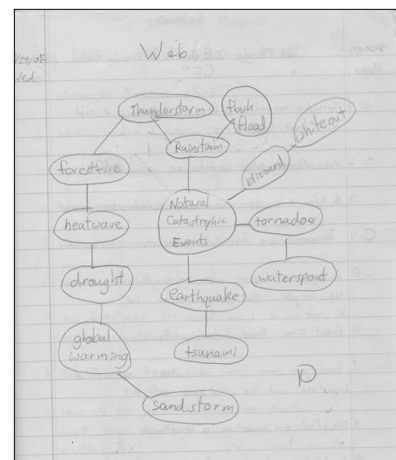 Web
Thunderstorm
flash
flood
Rainstorm
whiteout
blizzard
forestfire
Natural
Catastrophic
Events
tornadoe
heatwave
drought
earthquake
waterspout
global
warming
tsunami
sandstorm